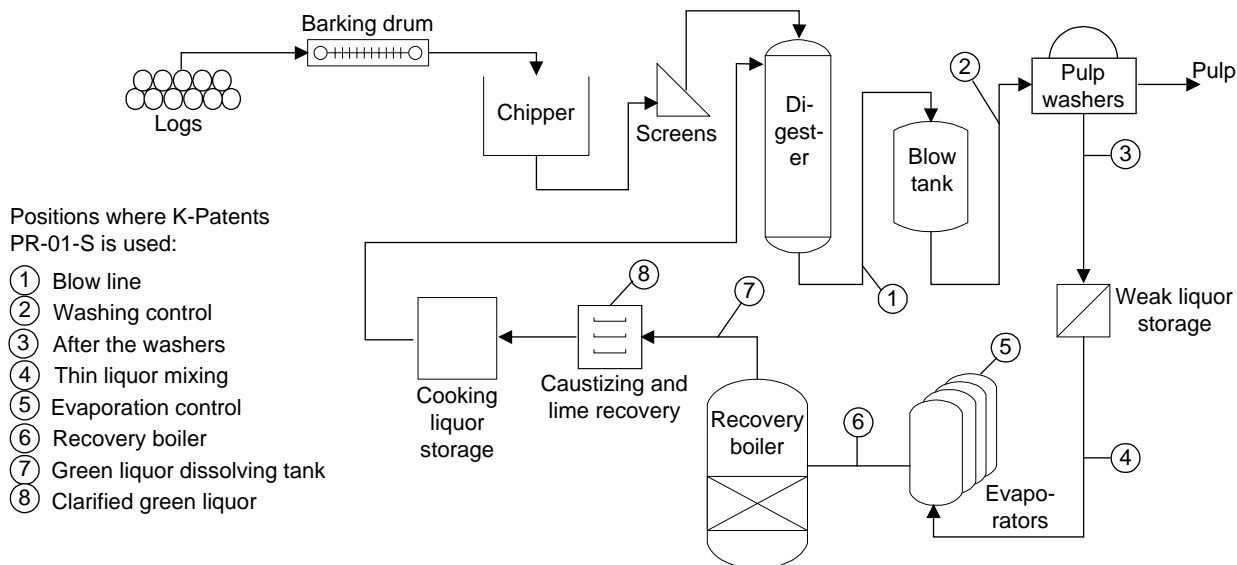 Barking drum
Logs
Chipper
Screens
Di-
gest-
er
Blow
tank
Pulp
washers
Pulp
1
2
3
Weak liquor
storage
4
5
Evapo-
rators
6
Recovery
boiler
7
8
Caustizing and
lime recovery
Cooking
liquor
storage
Positions where K-Patents
PR-01-S is used:
1 Blow line
2 Washing control
3 After the washers
4 Thin liquor mixing
5 Evaporation control
6 Recovery boiler
7 Green liquor dissolving tank
8 Clarified green liquor